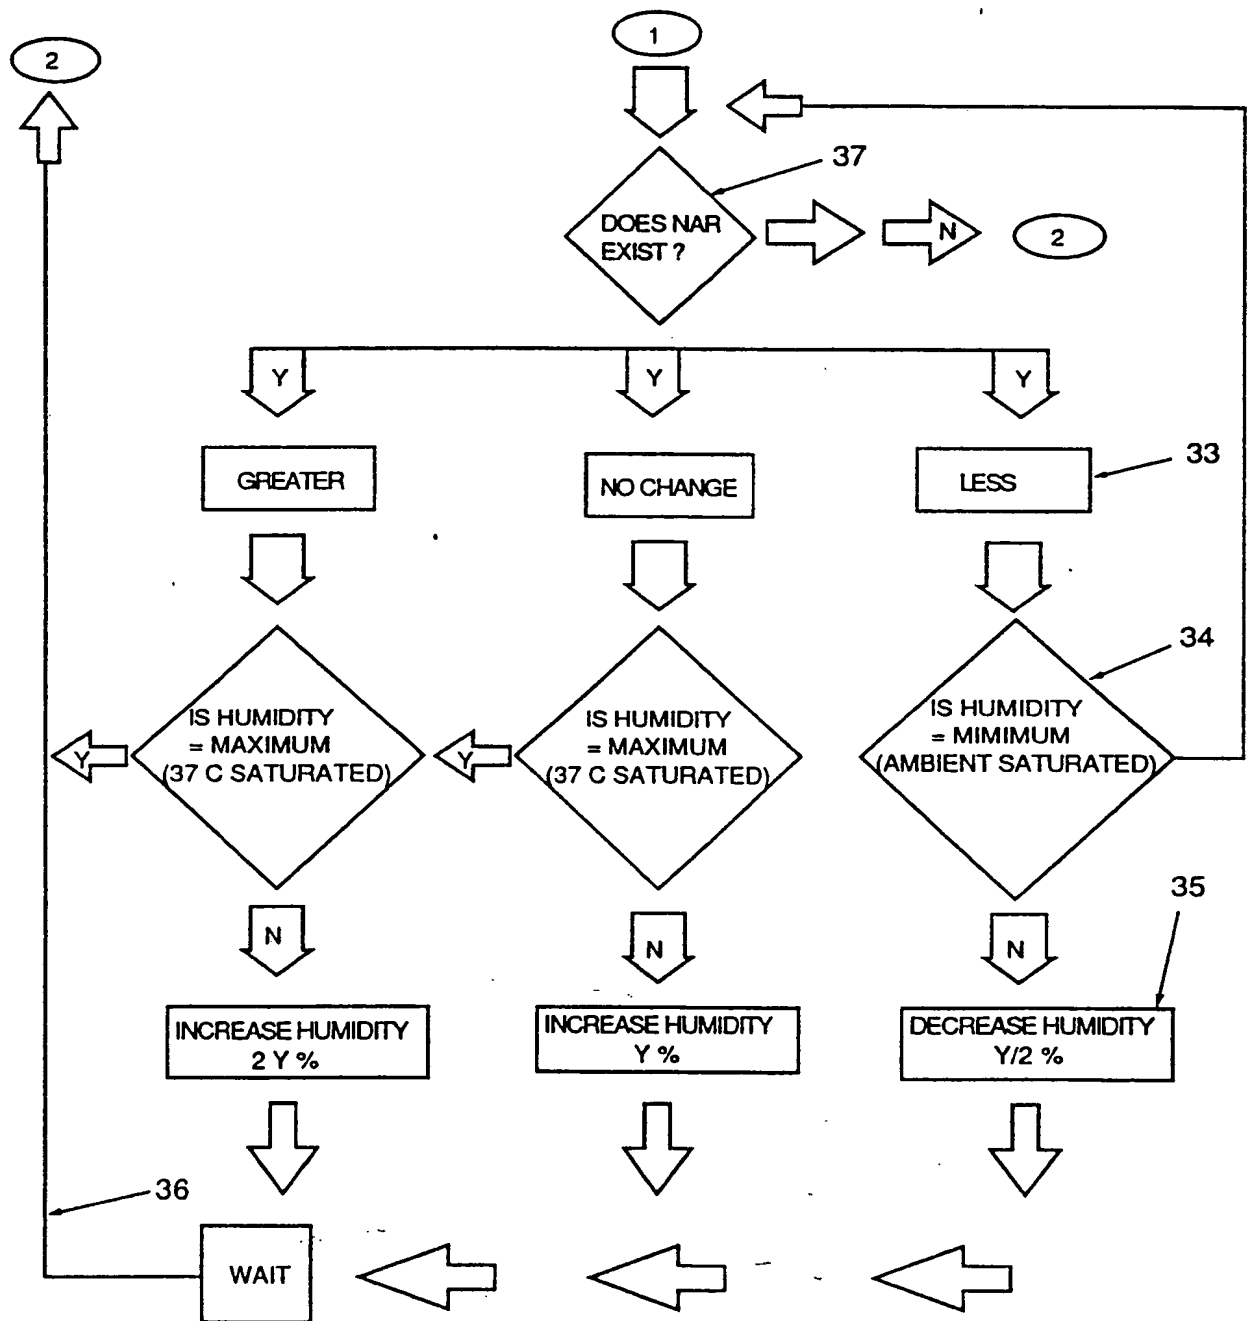 1
2
37
DOES NAR
EXIST ?
N
2
Y
Y
Y
GREATER
NO CHANGE
LESS
33
34
IS HUMIDITY
= MAXIMUM
(37 C SATURATED)
Y
IS HUMIDITY
= MAXIMUM
(37 C SATURATED)
Y
IS HUMIDITY
= MIMIMUM
(AMBIENT SATURATED)
35
N
N
N
INCREASE HUMIDITY
2 Y %
INCREASE HUMIDITY
Y %
DECREASE HUMIDITY
Y/2 %
36
WAIT